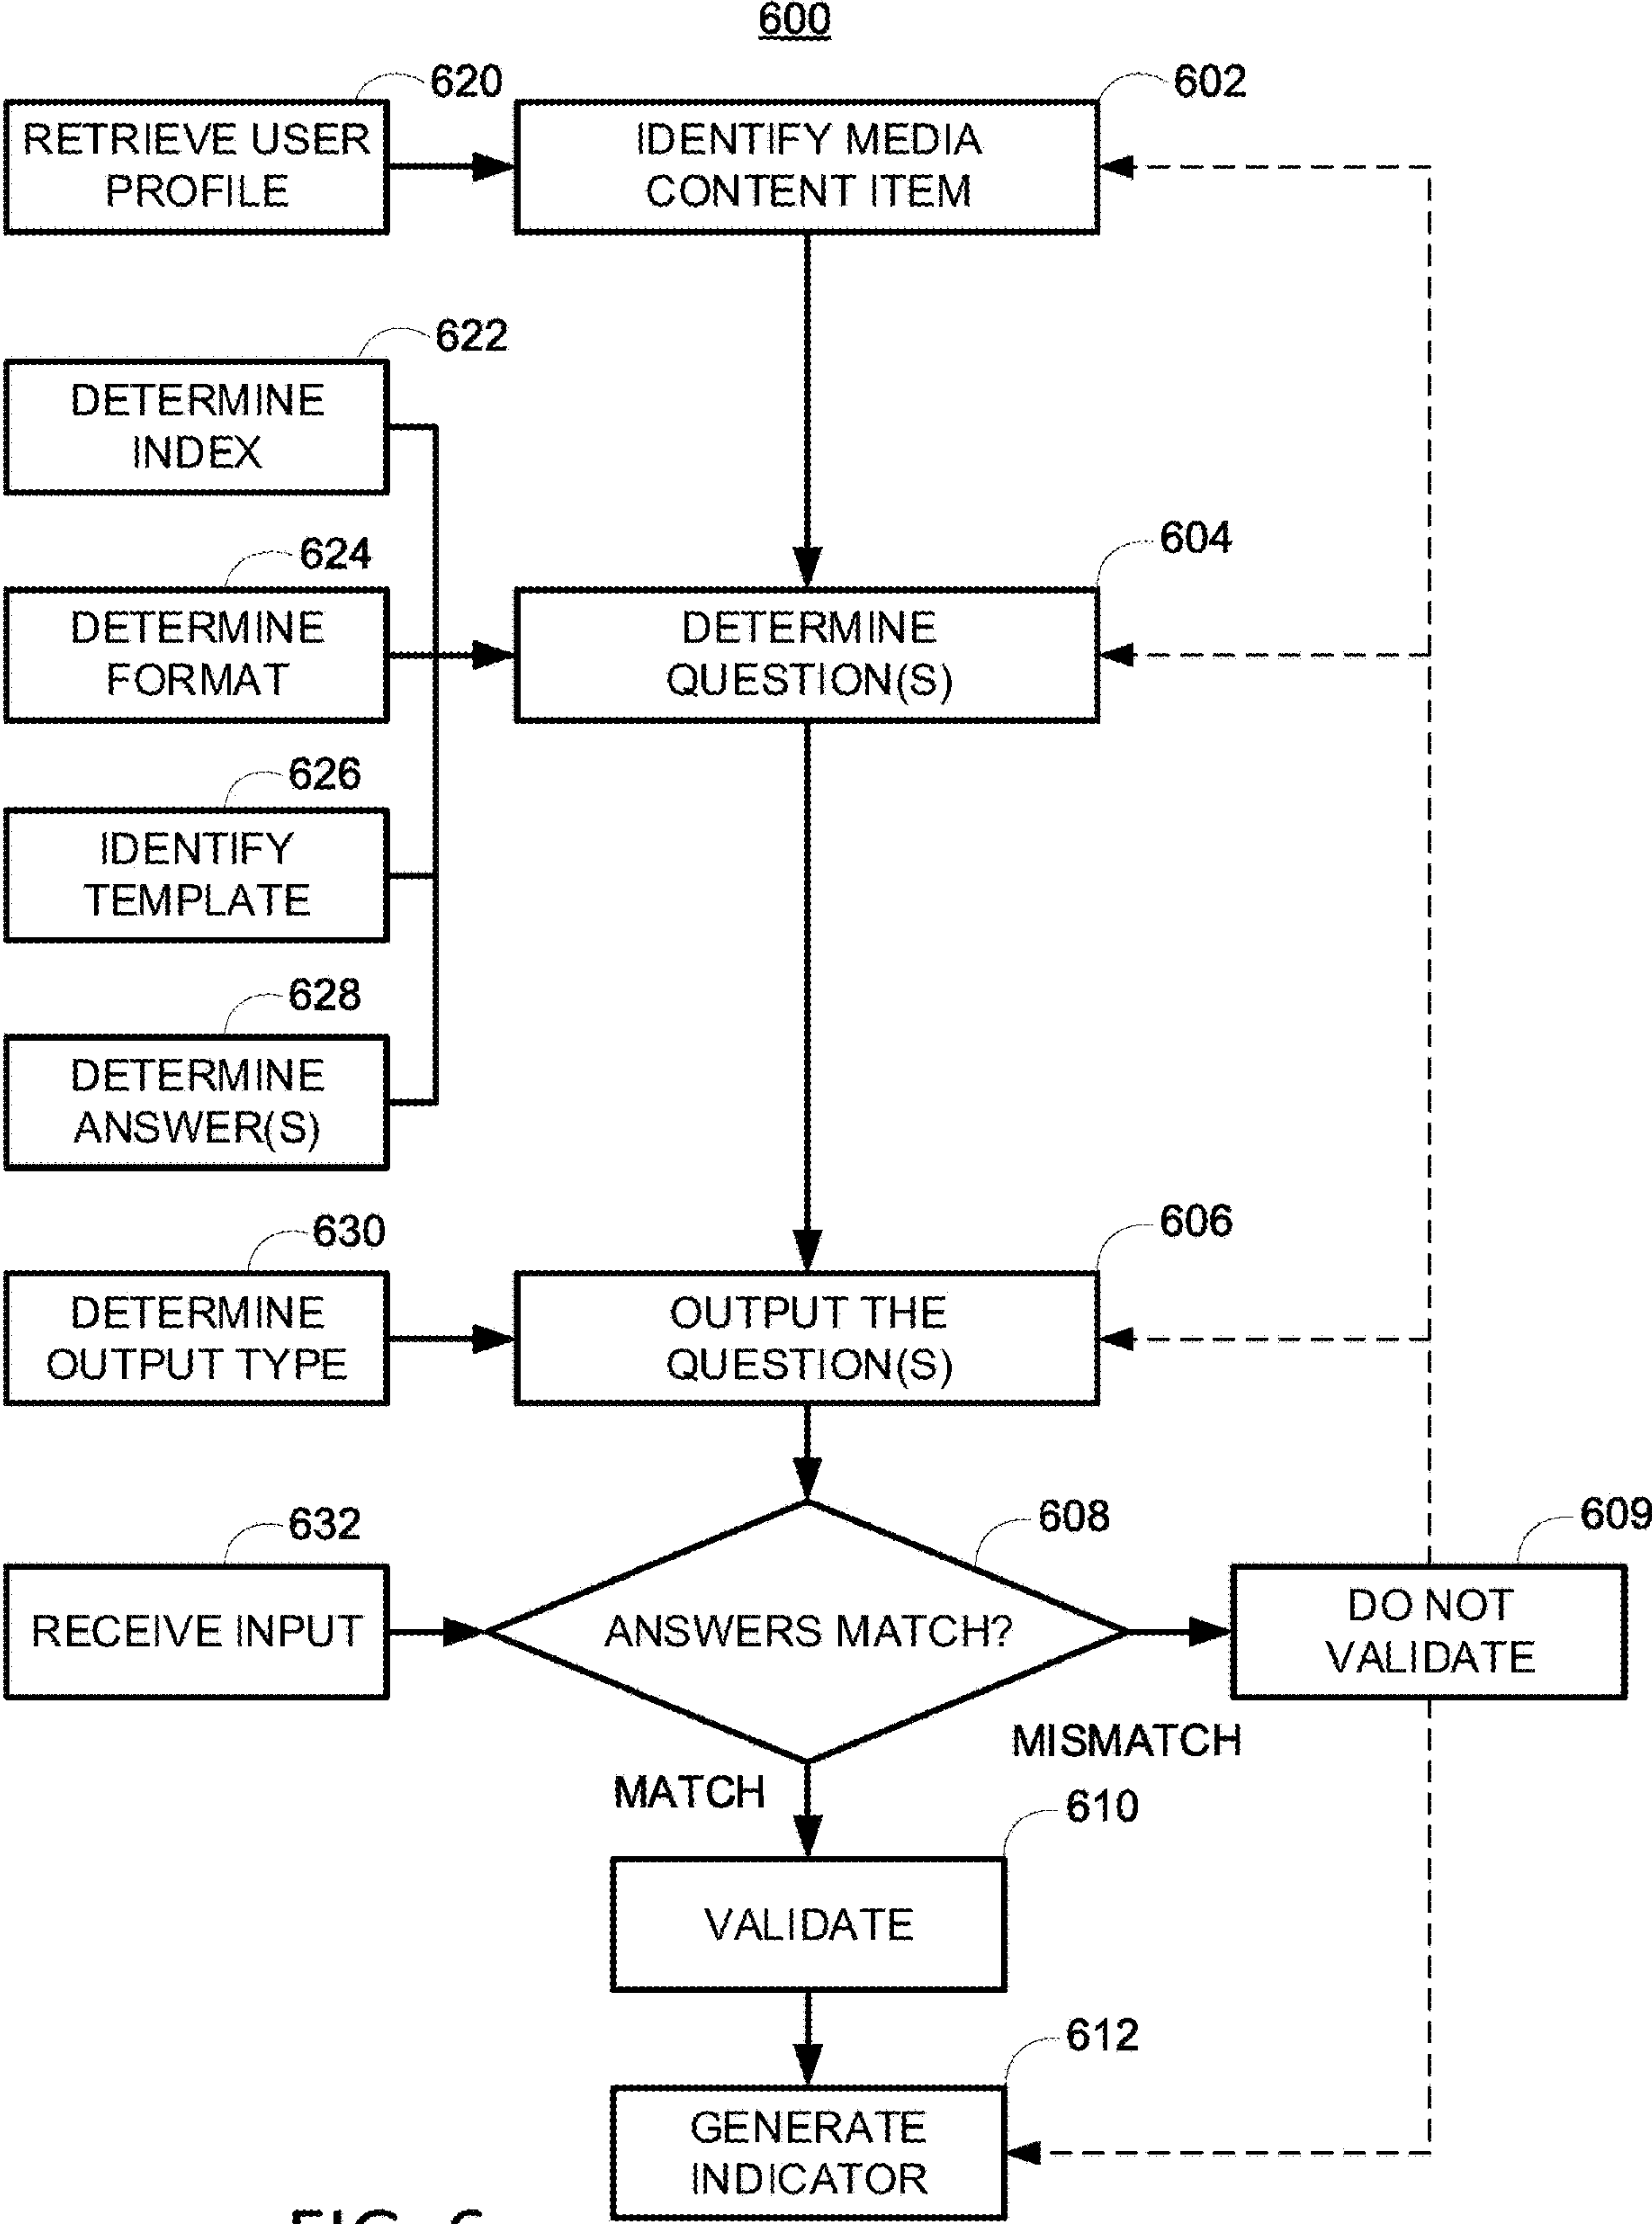 600
620
602
RETRIEVE USER
PROFILE
IDENTIFY MEDIA
CONTENT ITEM
622
DETERMINE
INDEX
624
604
DETERMINE
FORMAT
DETERMINE
QUESTION(S)
626
IDENTIFY
TEMPLATE
628
DETERMINE
ANSWER(S)
630
606
DETERMINE
OUTPUT TYPE
OUTPUT THE
QUESTION(S)
632
608
609
RECEIVE INPUT
ANSWERS MATCH?
DO NOT
VALIDATE
MISMATCH
MATCH
610
VALIDATE
612
GENERATE
INDICATOR